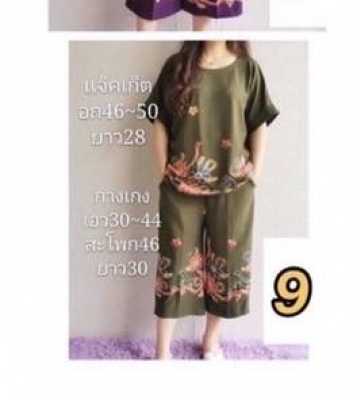 แจ๊คเก็ต
อก46~50
ยาว28
กางเกง
เอว30~44
สะโพก46
ยาว30
9